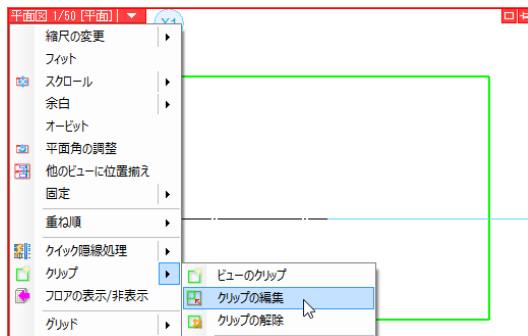 平面図 1/50 [平面]
X1
縮尺の変更
フィット
スクロール
余白
オービット
平面角の調整
他のビューに位置揃え
固定
重ね順
クイック隠線処理
クリップ
フロアの表示/非表示
グリッド
ビューのクリップ
クリップの編集
クリップの解除